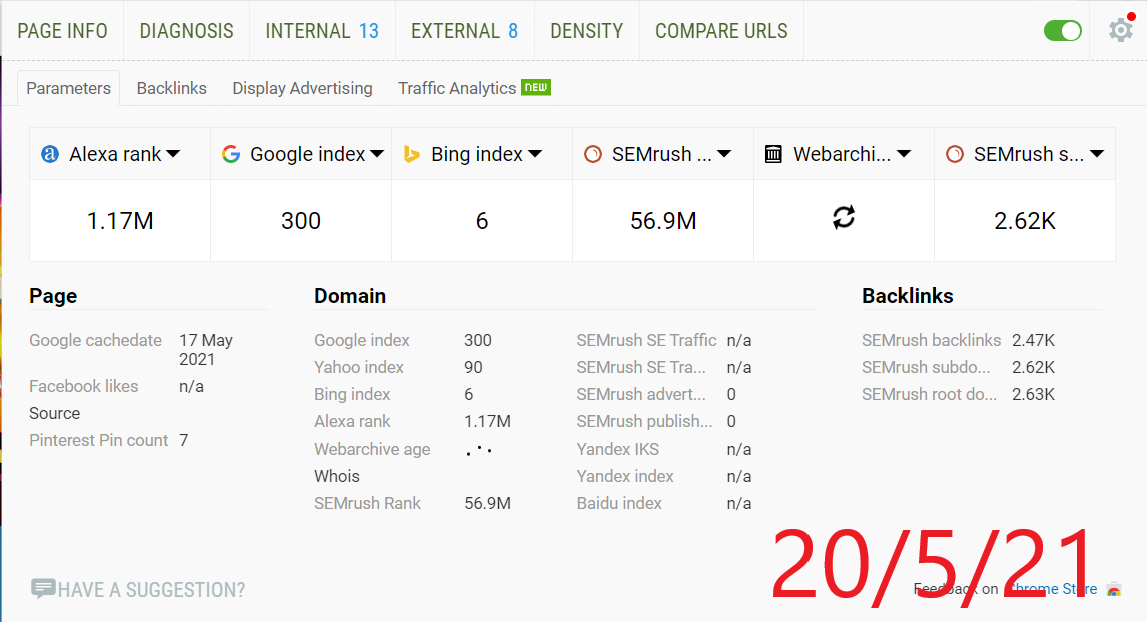 PAGE INFO DIAGNOSIS INTERNAL 13 EXTERNAL 8 DENSITY COMPARE URLS
Parameters Backlinks Display Advertising Traffic Analytics NEW
Alexa rank Google index Bing index SEMrush ... Webarchi... SEMrush s...
1.17M 300 6 56.9M 2.62K
Page
Google cachedate 17 May 2021
Facebook likes n/a
Source
Pinterest Pin count 7
Domain
Google index 300
Yahoo index 90
Bing index 6
Alexa rank 1.17M
Webarchive age
Whois
SEMrush Rank 56.9M
SEMrush SE Traffic n/a
SEMrush SE Tra... n/a
SEMrush advert... 0
SEMrush publish... 0
Yandex IKS n/a
Yandex index n/a
Baidu index n/a
Backlinks
SEMrush backlinks 2.47K
SEMrush subdo... 2.62K
SEMrush root do... 2.63K
HAVE A SUGGESTION?
Feedback on Chrome Store
20/5/21